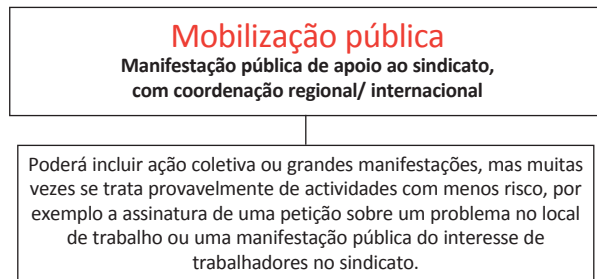 Mobilização pública
Manifestação pública de apoio ao sindicato,
com coordenação regional/ internacional
Poderá incluir ação coletiva ou grandes manifestações, mas muitas
vezes se trata provavelmente de actividades com menos risco, por
exemplo a assinatura de uma petição sobre um problema no local
de trabalho ou uma manifestação pública do interesse de
trabalhadores no sindicato.